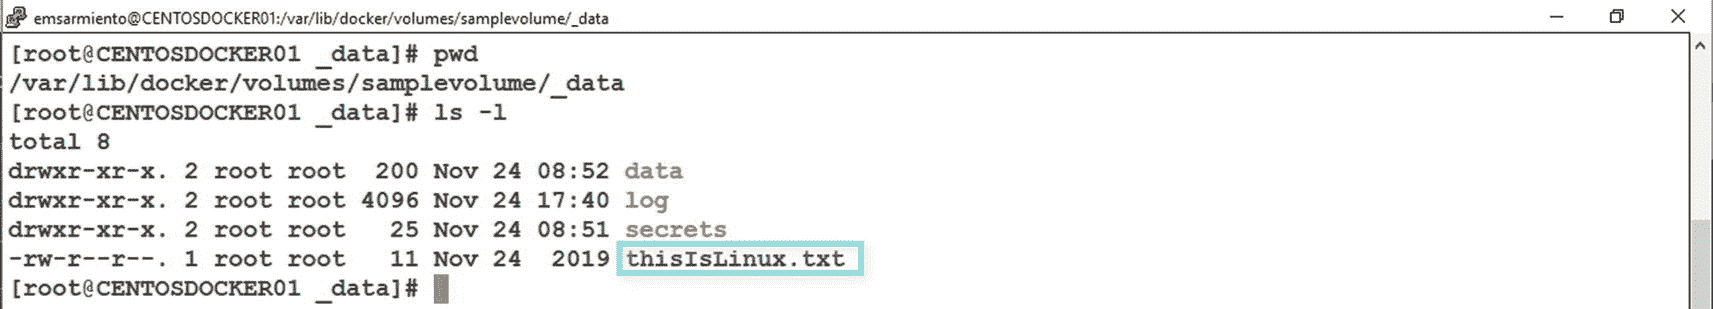 emsarmiento@CENTOSDOCKER01:/var/lib/docker/volumes/samplevolume/_data
[root@CENTOSDOCKER01 _data]# pwd
/var/lib/docker/volumes/samplevolume/_data
[root@CENTOSDOCKER01 _data]# ls -l
total 8
drwxr-xr-x. 2 root root  200 Nov 24 08:52 data
drwxr-xr-x. 2 root root 4096 Nov 24 17:40 log
drwxr-xr-x. 2 root root   25 Nov 24 08:51 secrets
-rw-r--r--. 1 root root   11 Nov 24  2019 thisIsLinux.txt
[root@CENTOSDOCKER01 _data]#